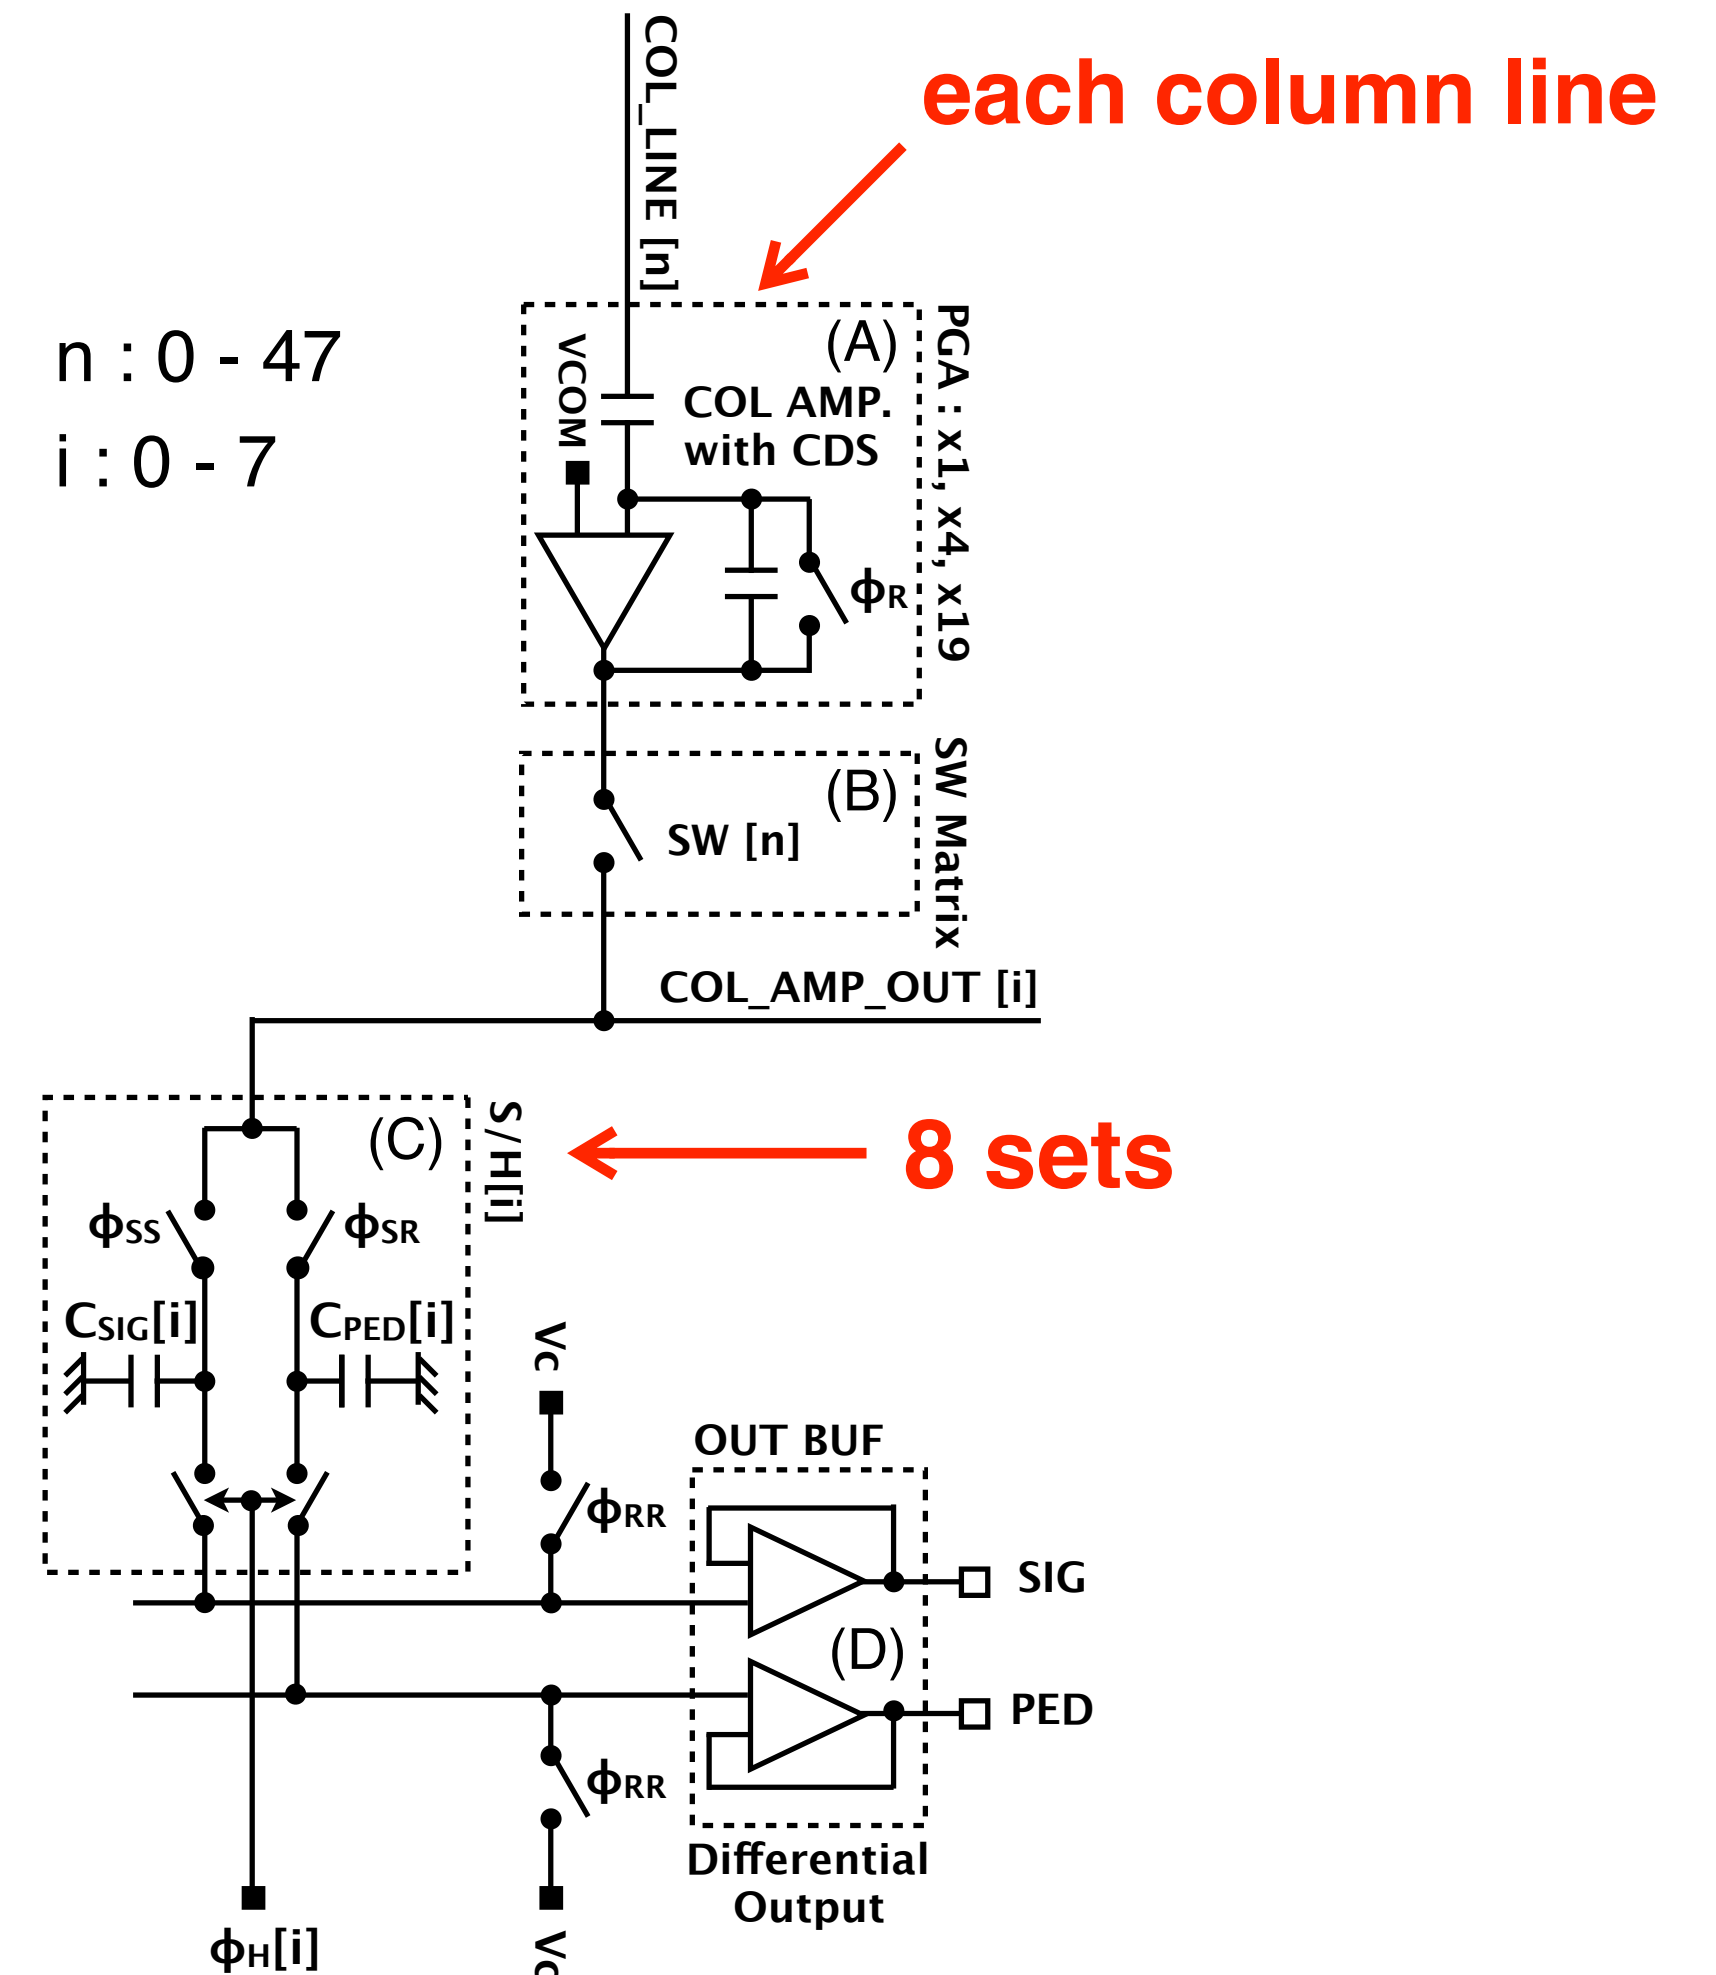 COL_LINE [n]
each column line
n : 0 - 47
i : 0 - 7
(A)
VCOM
COL AMP.
with CDS
ϕR
PGA : x1, x4, x19
(B)
SW [n]
SW Matrix
COL_AMP_OUT [i]
(C)
S/H[i]
8 sets
ϕSS
ϕSR
CSIG[i]
CPED[i]
Vc
OUT BUF
ϕRR
SIG
(D)
PED
ϕRR
Differential
Output
ϕH[i]
Vc